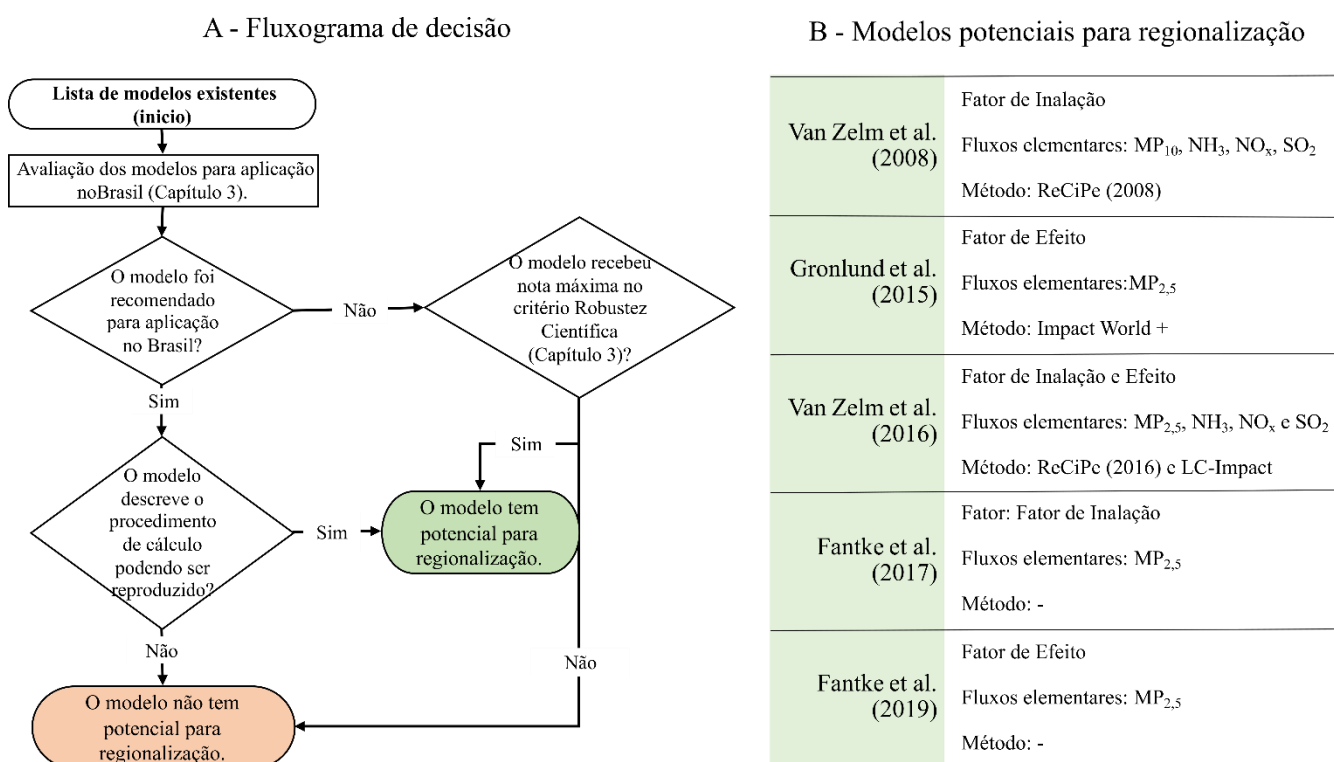 A - Fluxograma de decisão
Lista de modelos existentes
(inicio)
Avaliação dos modelos para aplicação
noBrasil (Capítulo 3).
O modelo foi
recomendado
para aplicação
no Brasil?
Não
O modelo recebeu
nota máxima no
critério Robustez
Científica
(Capítulo 3)?
Sim
Sim
O modelo
descreve o
procedimento
de cálculo
podendo ser
reproduzido?
Sim
O modelo tem
potencial para
regionalização.
Não
Não
O modelo não tem
potencial para
regionalização.
B - Modelos potenciais para regionalização
Van Zelm et al.
(2008)
Fator de Inalação
Fluxos elementares: MP10, NH3, NOx, SO2
Método: ReCiPe (2008)
Gronlund et al.
(2015)
Fator de Efeito
Fluxos elementares:MP2,5
Método: Impact World +
Van Zelm et al.
(2016)
Fator de Inalação e Efeito
Fluxos elementares: MP2,5, NH3, NOx e SO2
Método: ReCiPe (2016) e LC-Impact
Fantke et al.
(2017)
Fator: Fator de Inalação
Fluxos elementares: MP2,5
Método: -
Fantke et al.
(2019)
Fator de Efeito
Fluxos elementares: MP2,5
Método: -